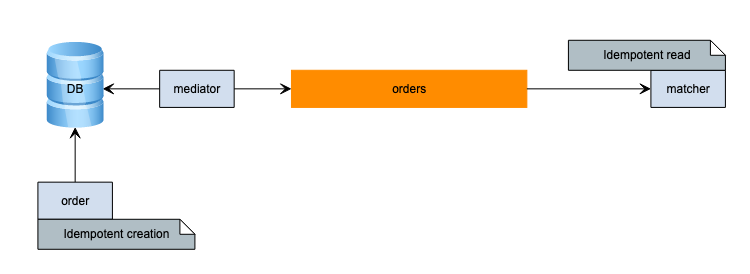 Idempotent read
DB
mediator
orders
matcher
order
Idempotent creation